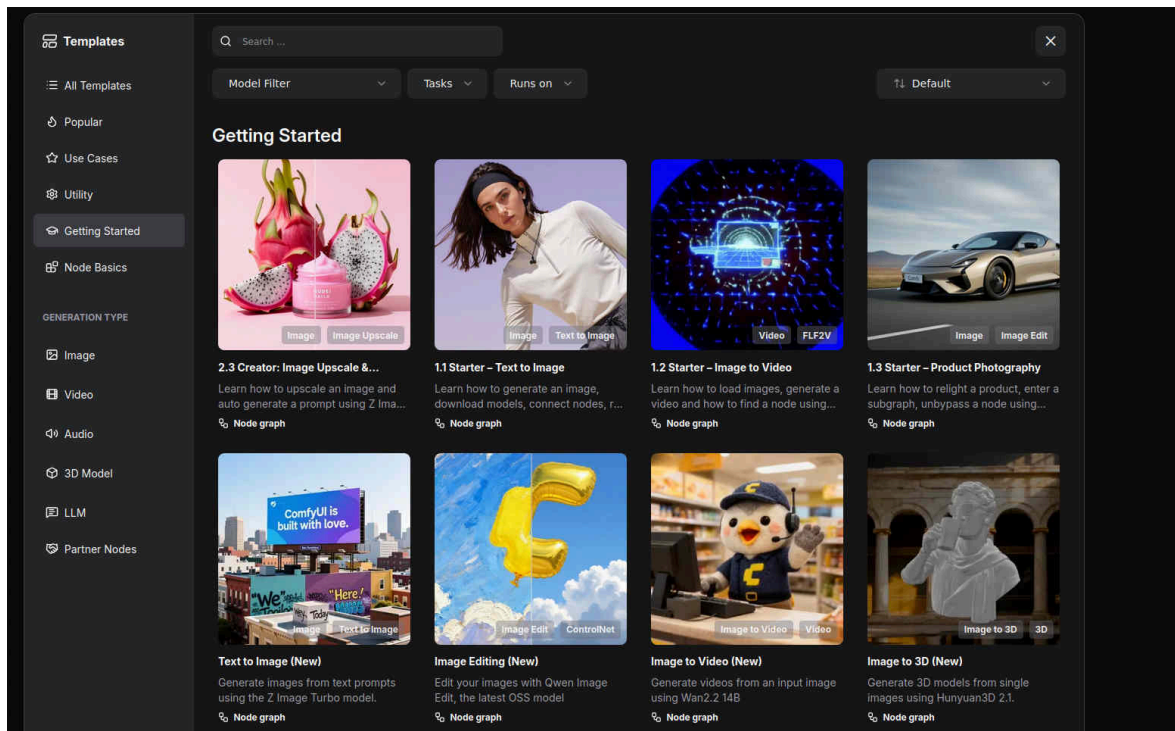 Templates
Search ...
All Templates
Popular
Use Cases
Utility
Getting Started
Node Basics
GENERATION TYPE
Image
Video
Audio
3D Model
LLM
Partner Nodes
Model Filter
Tasks
Runs on
Default
Getting Started
Image
Image Upscale
2.3 Creator: Image Upscale &...
Learn how to upscale an image and
auto generate a prompt using Z Ima...
Node graph
Image
Text to Image
1.1 Starter – Text to Image
Learn how to generate an image,
download models, connect nodes, r...
Node graph
Video
FLF2V
1.2 Starter – Image to Video
Learn how to load images, generate a
video and how to find a node using...
Node graph
Image
Image Edit
1.3 Starter – Product Photography
Learn how to relight a product, enter a
subgraph, unbypass a node using...
Node graph
ComfyUI is
built with love.
"We
"Here!
Hey, Today
Image
Text to Image
Text to Image (New)
Generate images from text prompts
using the Z Image Turbo model.
Node graph
Image Edit
ControlNet
Image Editing (New)
Edit your images with Qwen Image
Edit, the latest OSS model
Node graph
Image to Video
Video
Image to Video (New)
Generate videos from an input image
using Wan2.2 14B
Node graph
Image to 3D
3D
Image to 3D (New)
Generate 3D models from single
images using Hunyuan3D 2.1.
Node graph